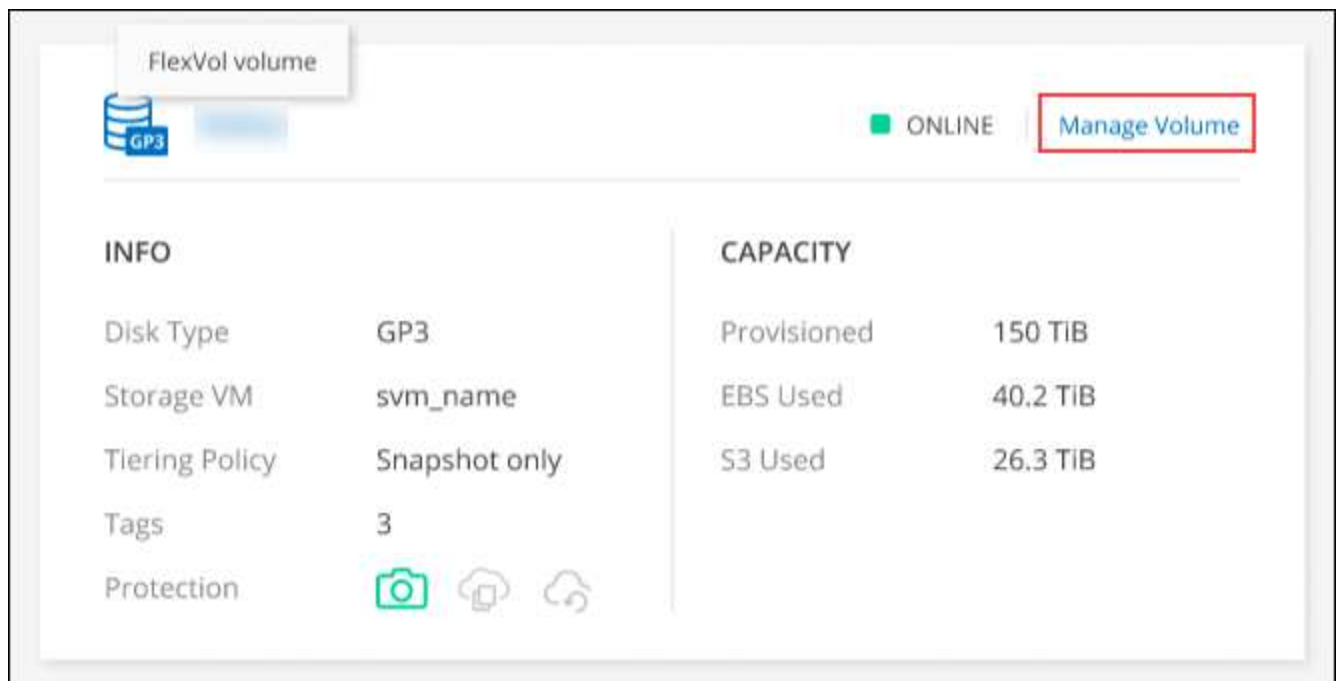 FlexVol volume
GP3
ONLINE
Manage Volume
INFO
Disk Type GP3
Storage VM svm_name
Tiering Policy Snapshot only
Tags 3
Protection
CAPACITY
Provisioned 150 TiB
EBS Used 40.2 TiB
S3 Used 26.3 TiB